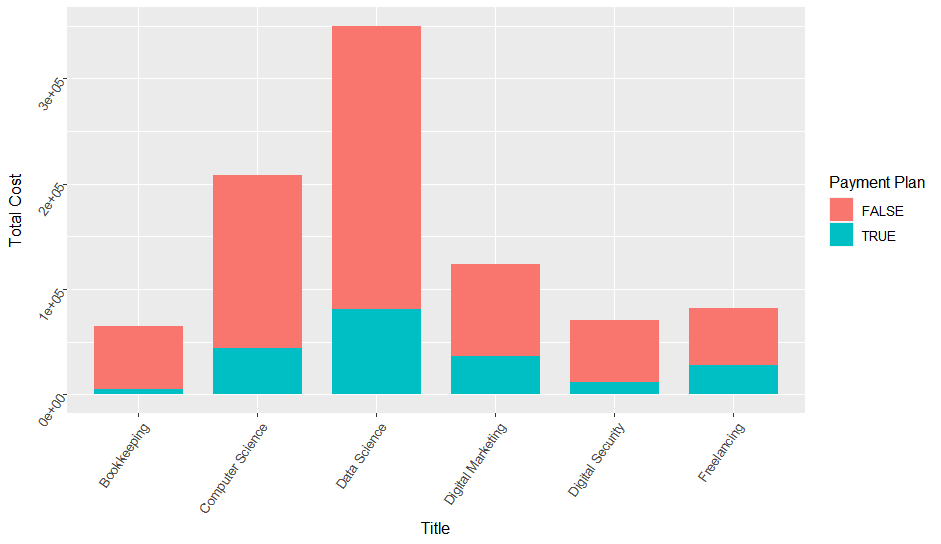 Total Cost
3e+05
2e+05
1e+05
0e+00
Bookkeeping
Computer Science
Data Science
Digital Marketing
Digital Security
Freelancing
Title
Payment Plan
FALSE
TRUE